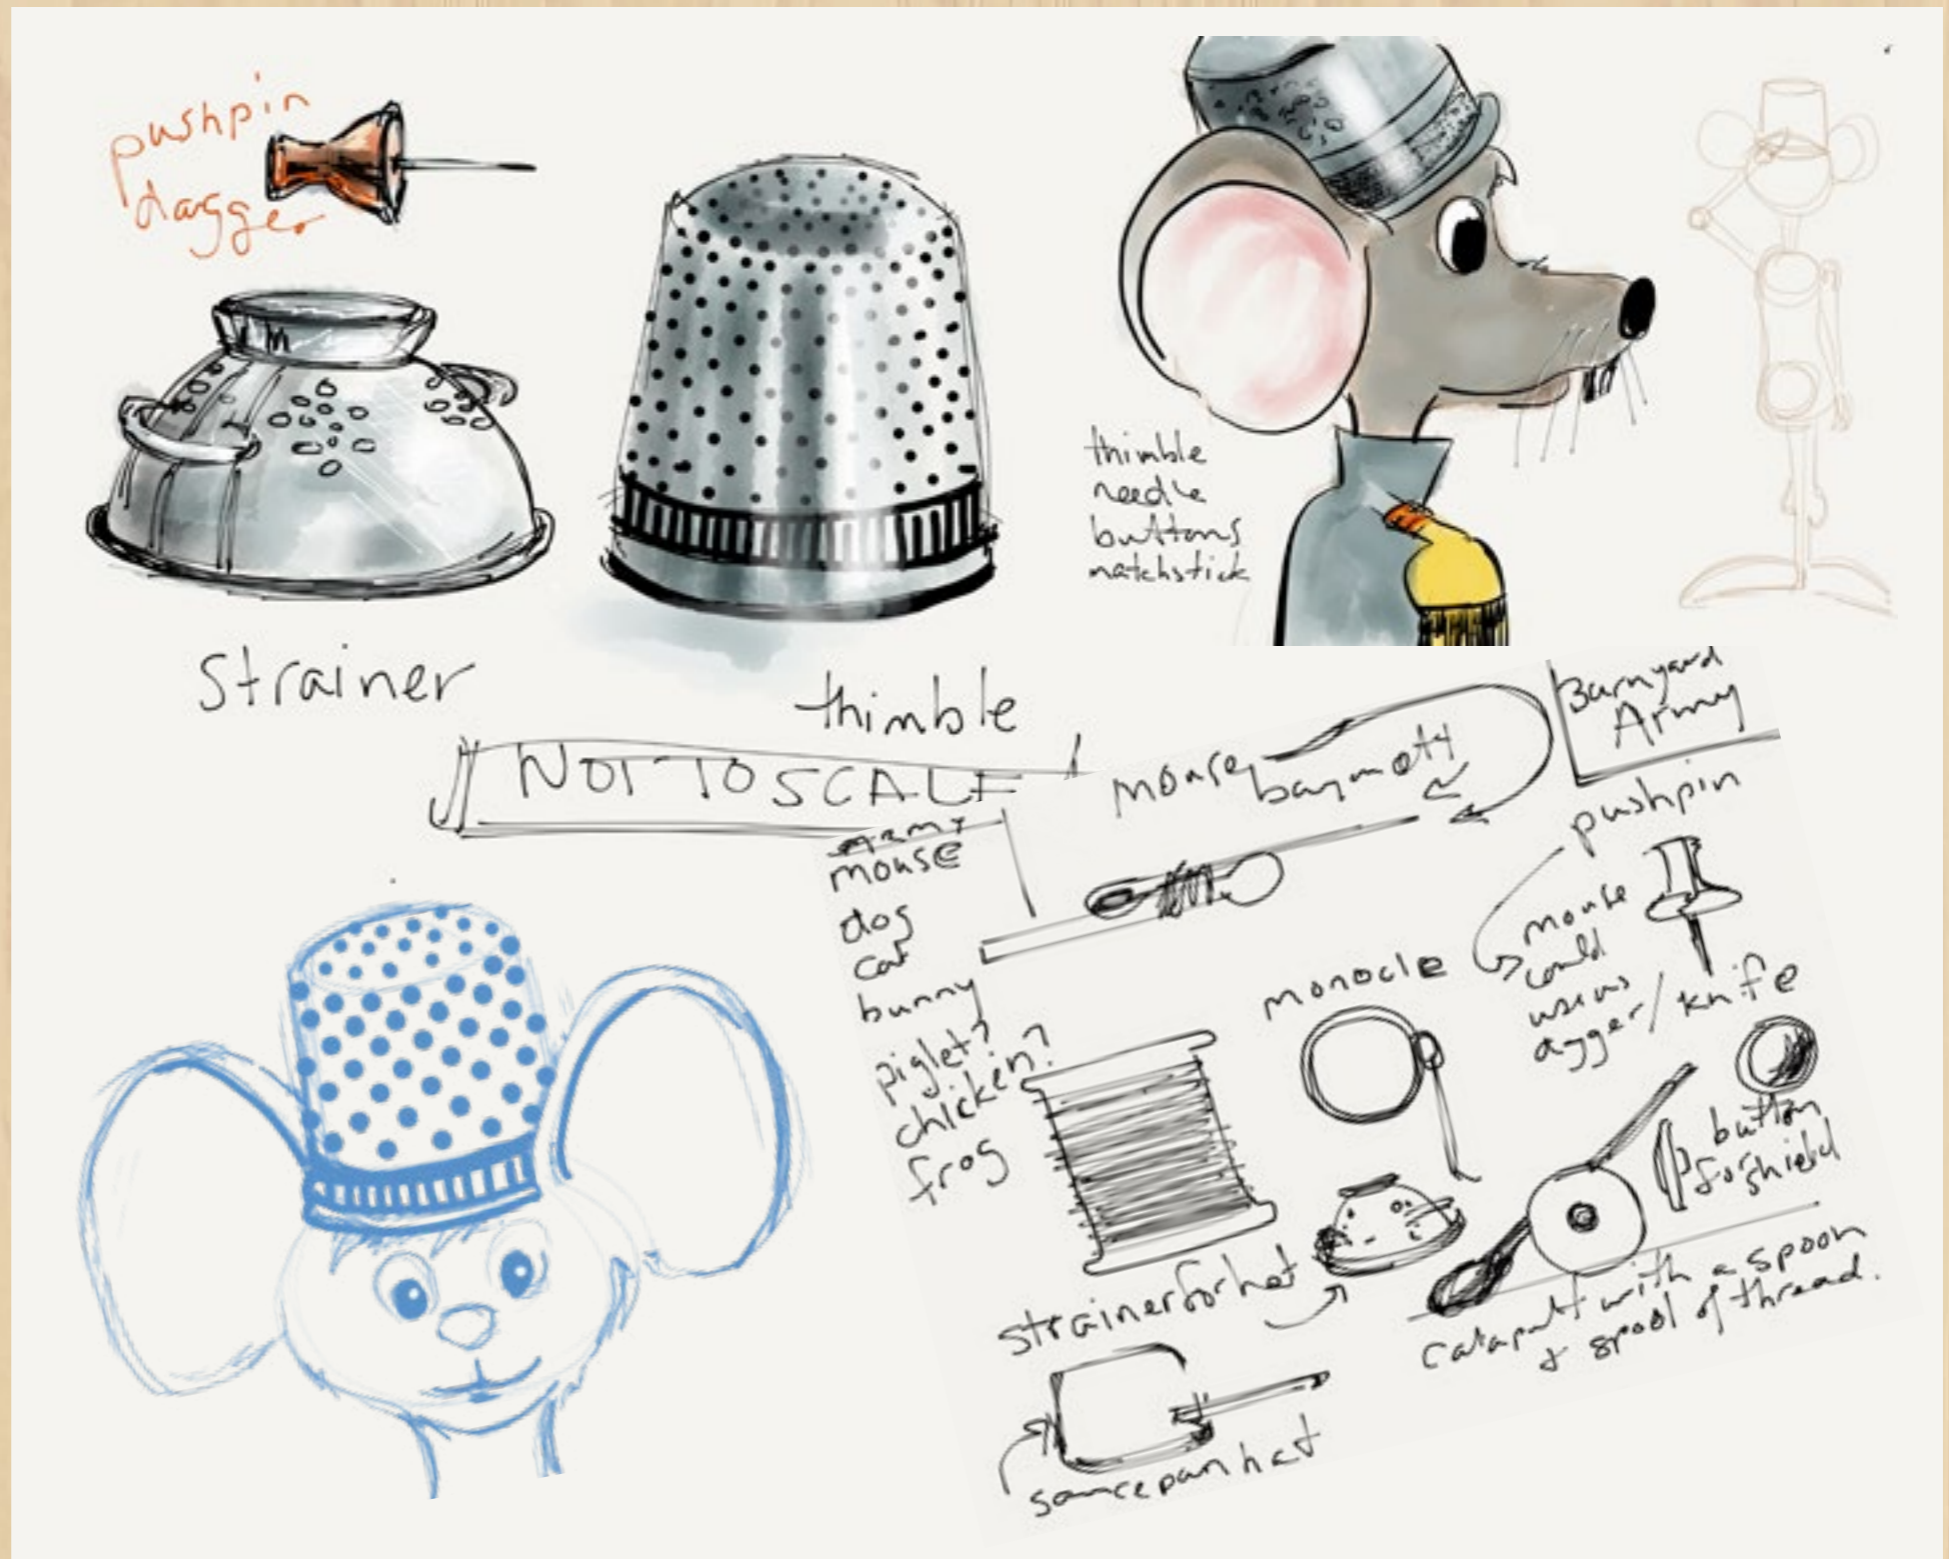 pushpin
dagger
strainer
thimble
NOT TO SCALE
thimble
needle
buttons
matchstick
Barnyard
Army
mouse
army
mouse
dog
cat
bunny
piglet?
chicken?
frog
pushpin
mouse
could
use as
agger/knife
monocle
button
for shield
strainer for hat
catapult with a spoon
& spool of thread.
saucepan hat